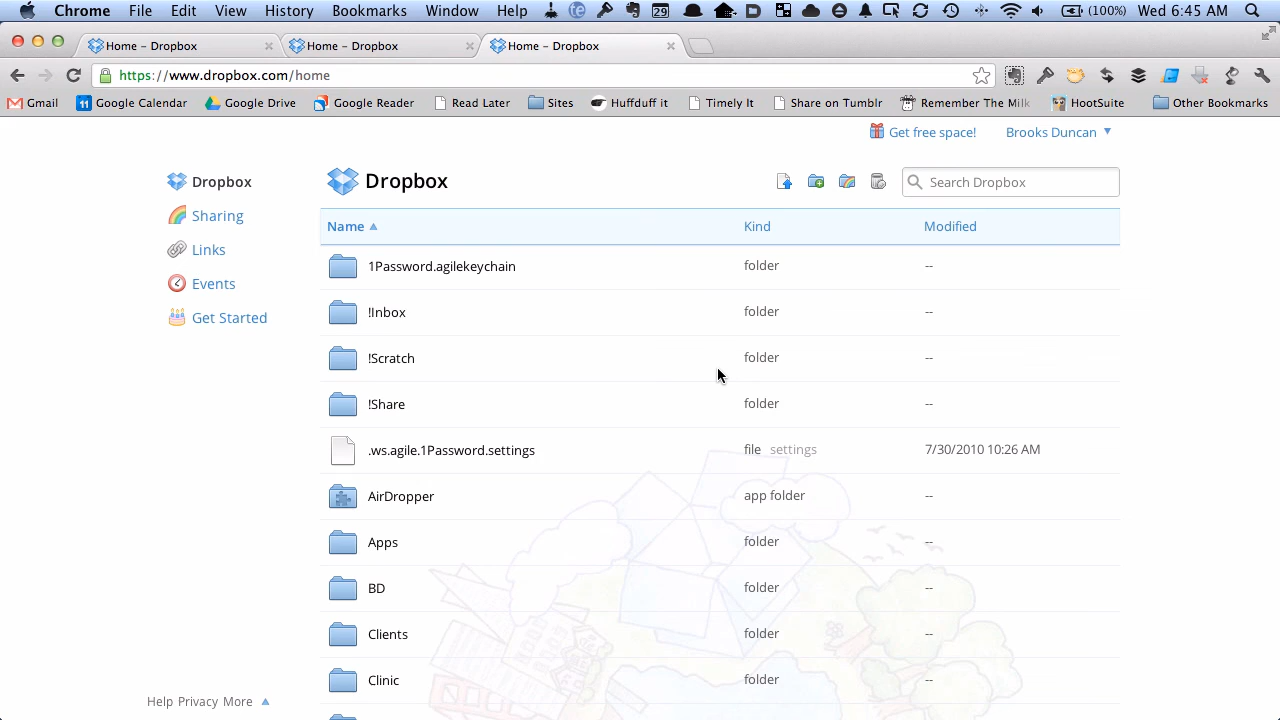 Chrome File Edit View History Bookmarks Window Help 29 (100%) Wed 6:45 AM
Home – Dropbox Home – Dropbox Home – Dropbox
https://www.dropbox.com/home
Gmail 11 Google Calendar Google Drive Google Reader Read Later Sites Huffduff it Timely It Share on Tumblr Remember The Milk HootSuite Other Bookmarks
Get free space! Brooks Duncan
Dropbox
Sharing
Links
Events
Get Started
Dropbox Search Dropbox
Name Kind Modified
1Password.agilekeychain folder --
!Inbox folder --
!Scratch folder --
!Share folder --
.ws.agile.1Password.settings file settings 7/30/2010 10:26 AM
AirDropper app folder --
Apps folder --
BD folder --
Clients folder --
Clinic folder --
Help Privacy More